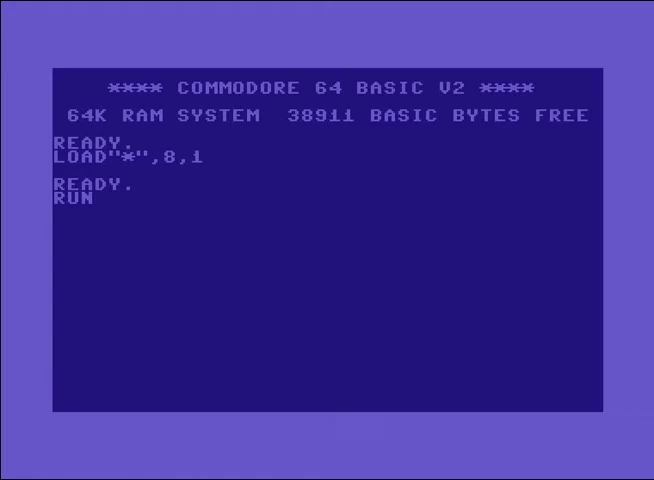 **** COMMODORE 64 BASIC V2 ****
64K RAM SYSTEM  38911 BASIC BYTES FREE
READY.
LOAD"*",8,1
READY.
RUN